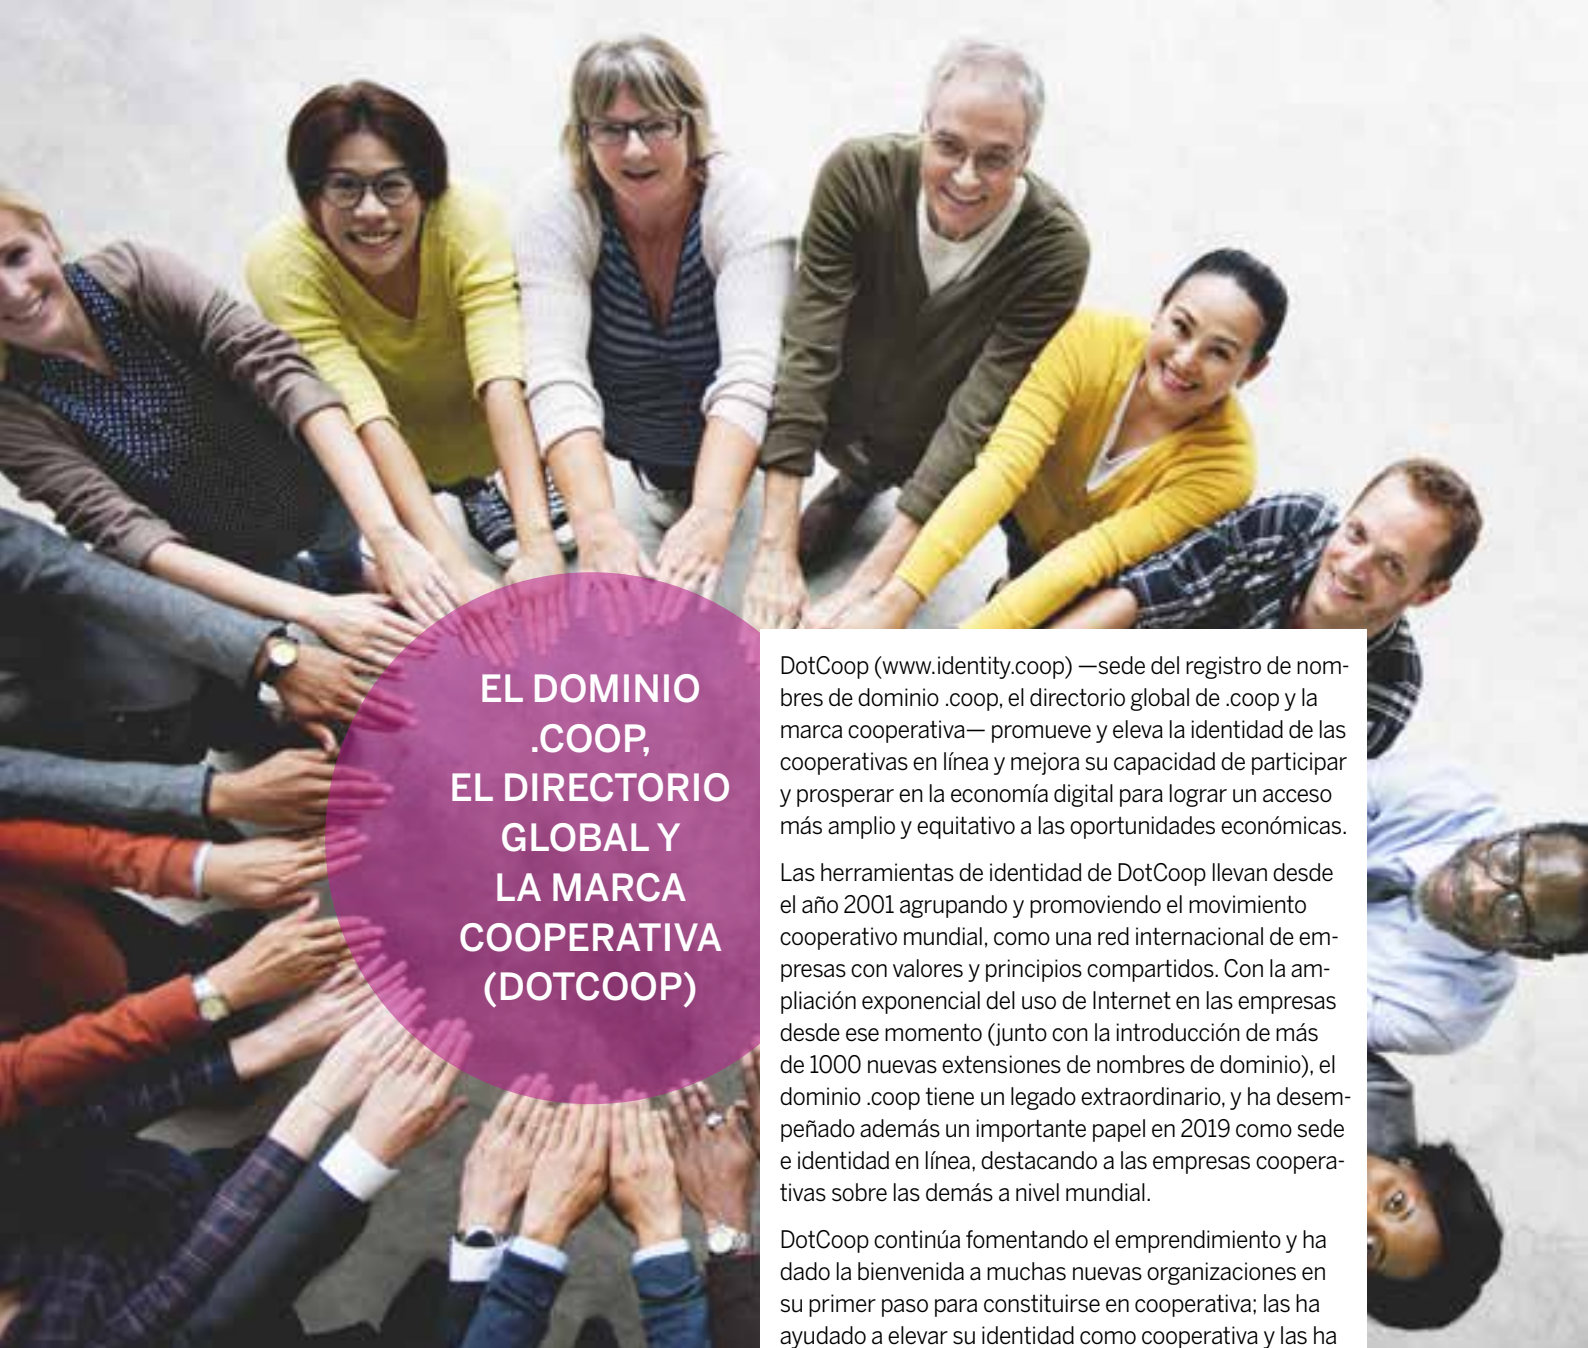 EL DOMINIO
.COOP,
EL DIRECTORIO
GLOBAL Y
LA MARCA
COOPERATIVA
(DOTCOOP)
DotCoop (www.identity.coop) —sede del registro de nom-
bres de dominio .coop, el directorio global de .coop y la
marca cooperativa— promueve y eleva la identidad de las
cooperativas en línea y mejora su capacidad de participar
y prosperar en la economía digital para lograr un acceso
más amplio y equitativo a las oportunidades económicas.
Las herramientas de identidad de DotCoop llevan desde
el año 2001 agrupando y promoviendo el movimiento
cooperativo mundial, como una red internacional de em-
presas con valores y principios compartidos. Con la am-
pliación exponencial del uso de Internet en las empresas
desde ese momento (junto con la introducción de más
de 1000 nuevas extensiones de nombres de dominio), el
dominio .coop tiene un legado extraordinario, y ha desem-
peñado además un importante papel en 2019 como sede
e identidad en línea, destacando a las empresas coopera-
tivas sobre las demás a nivel mundial.
DotCoop continúa fomentando el emprendimiento y ha
dado la bienvenida a muchas nuevas organizaciones en
su primer paso para constituirse en cooperativa; las ha
ayudado a elevar su identidad como cooperativa y las ha